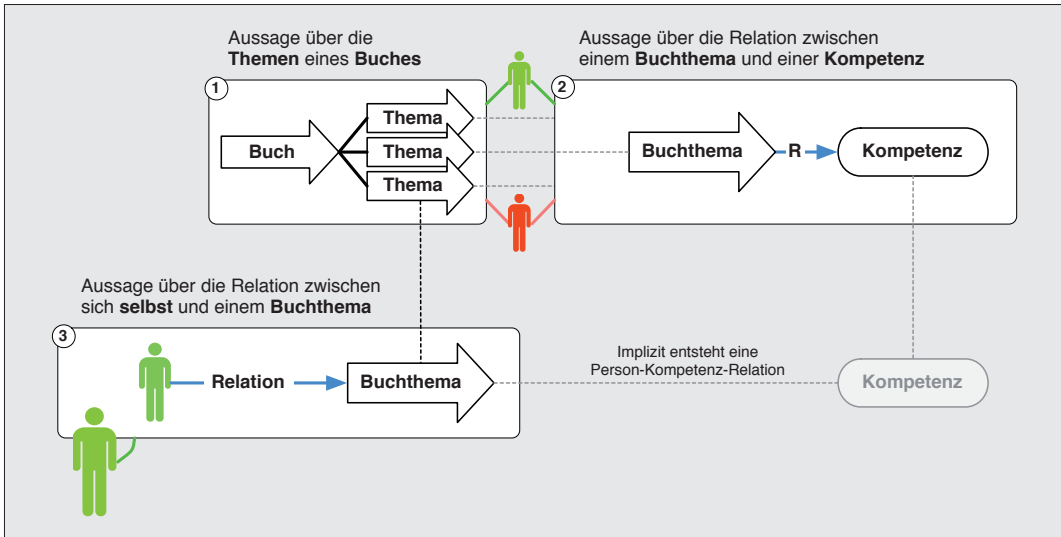 Aussage über die
Themen eines Buches
1
Buch
Thema
Thema
Thema
Aussage über die Relation zwischen
einem Buchthema und einer Kompetenz
2
Buchthema
R
Kompetenz
Aussage über die Relation zwischen
sich selbst und einem Buchthema
3
Relation
Buchthema
Implizit entsteht eine
Person-Kompetenz-Relation
Kompetenz